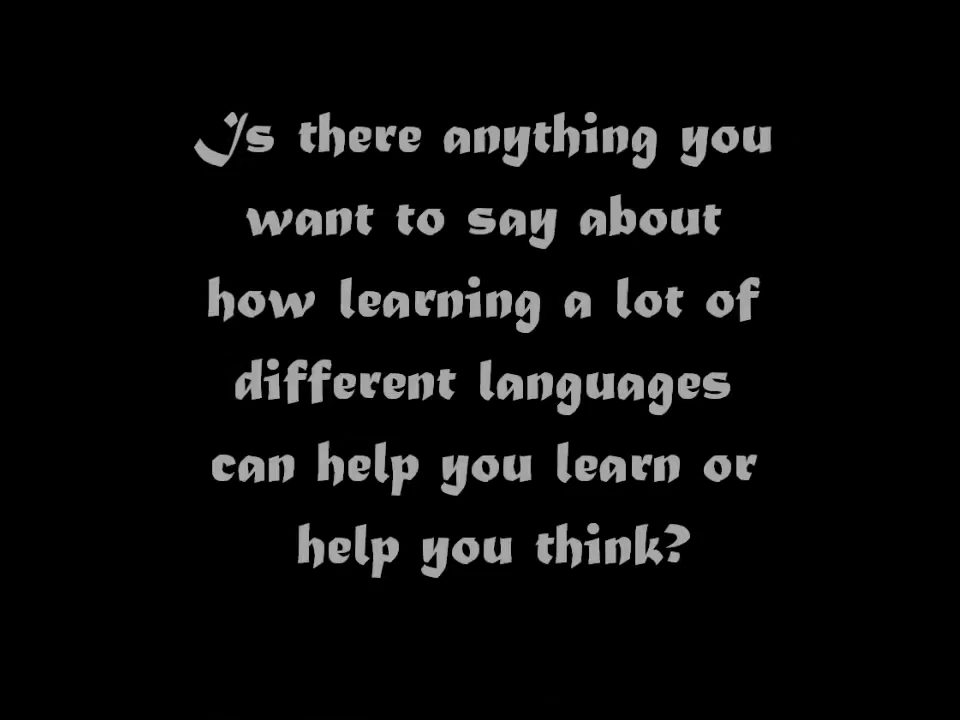 Is there anything you
want to say about
how learning a lot of
different languages
can help you learn or
help you think?